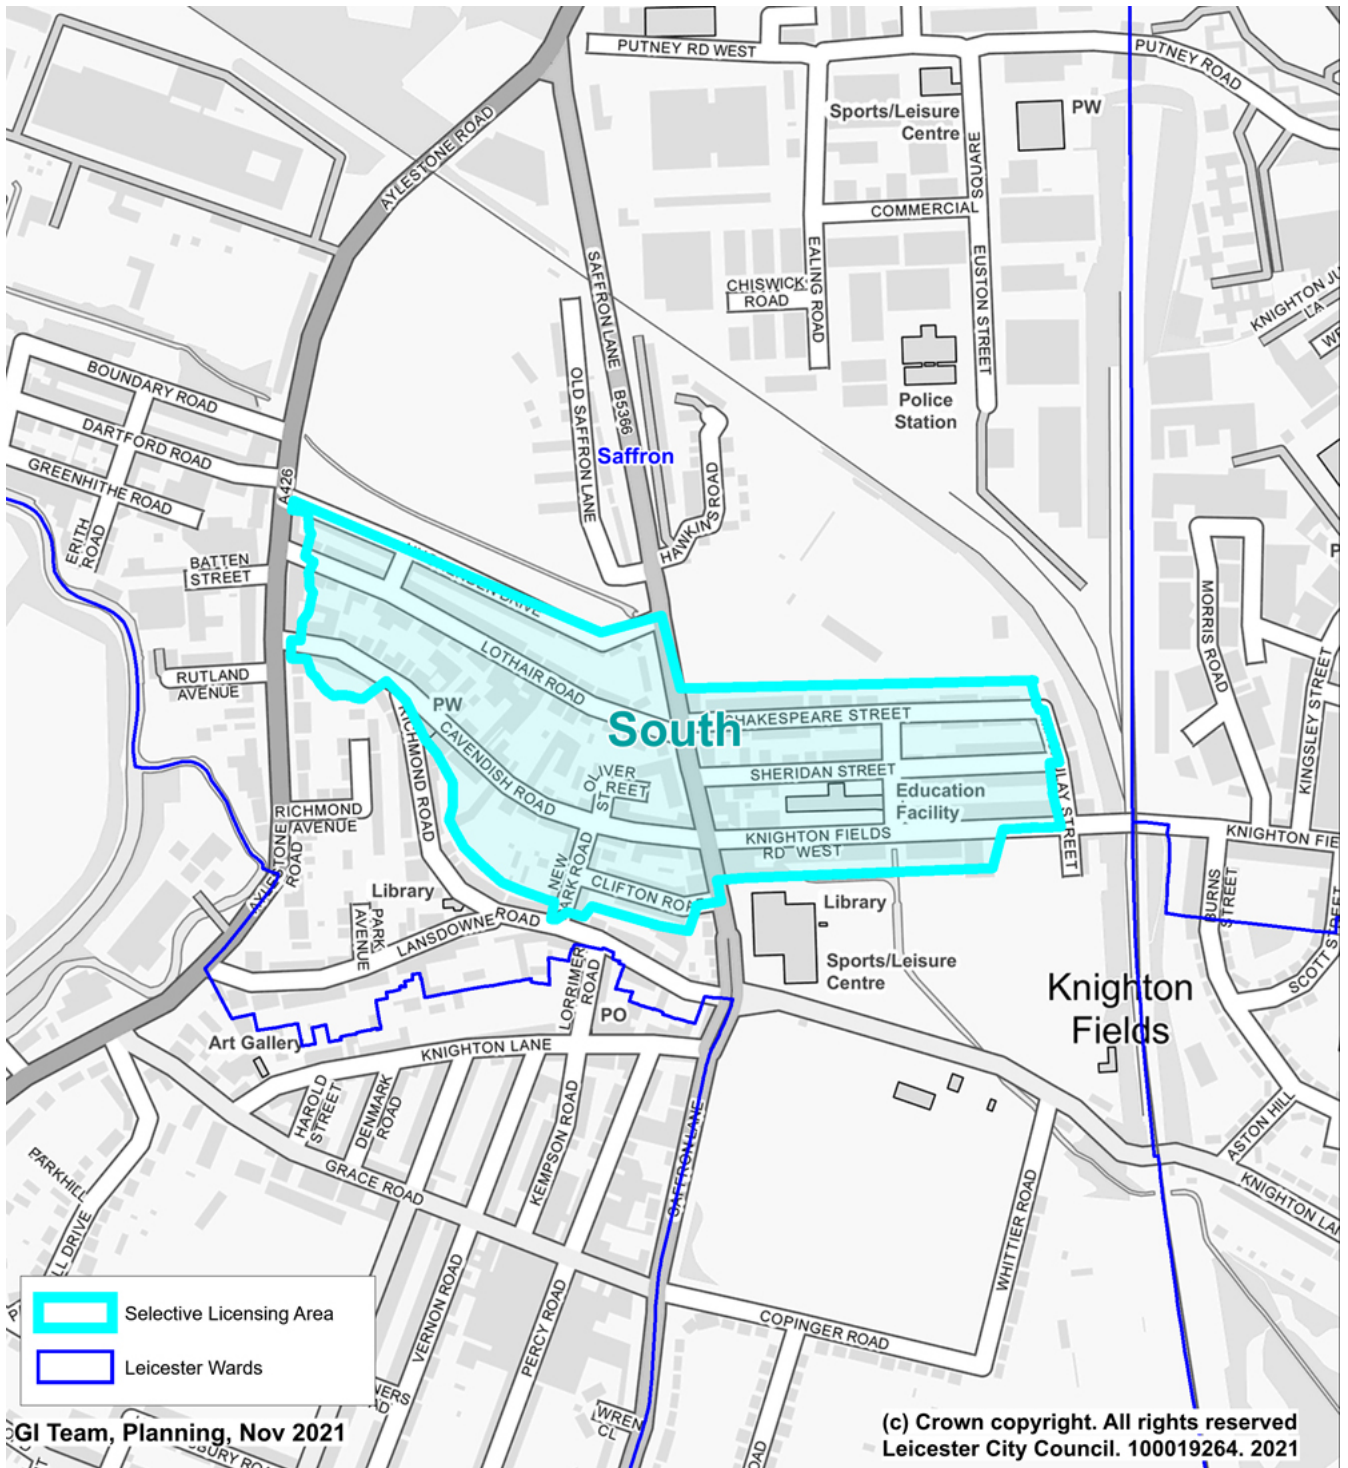 PUTNEY RD WEST
PUTNEY ROAD
AYLESTONE ROAD
Sports/Leisure
Centre
PW
SQUARE
COMMERCIAL
SAFFRON LANE
EALING ROAD
EUSTON STREET
CHISWICK
ROAD
KNIGHTON
LA
BOUNDARY ROAD
OLD SAFFRON LANE
B5366
Police
Station
DARTFORD ROAD
Saffron
GREENHITHE ROAD
A426
HAWKINS ROAD
ERITH
ROAD
BATTEN
STREET
DRIVE
MORRIS ROAD
LOTHAIR ROAD
RUTLAND
AVENUE
KINGSLEY STREET
PW
RICHMOND ROAD
SHAKESPEARE STREET
South
CAVENDISH ROAD
OLIVER
STREET
SHERIDAN STREET
Education
Facility
STREET
RICHMOND
AVENUE
KNIGHTON FIELDS
RD WEST
KNIGHTON FIE
AYLESTONE
ROAD
NEW
PARK ROAD
CLIFTON ROAD
BURNS
STREET
Library
Library
PARK
AVENUE
LANSDOWNE ROAD
SCOTT STREET
LORRIMER
ROAD
Sports/Leisure
Centre
Knighton
Fields
PO
Art Gallery
KNIGHTON LANE
HAROLD
STREET
DENMARK
ROAD
KEMPSON ROAD
SAFFRON LANE
ASTON HILL
PARKHILL
DRIVE
GRACE ROAD
WHITTIER ROAD
KNIGHTON LAN
VERNON ROAD
PERCY ROAD
COPINGER ROAD
Selective Licensing Area
Leicester Wards
WREN
CL
GI Team, Planning, Nov 2021
(c) Crown copyright. All rights reserved
Leicester City Council. 100019264. 2021